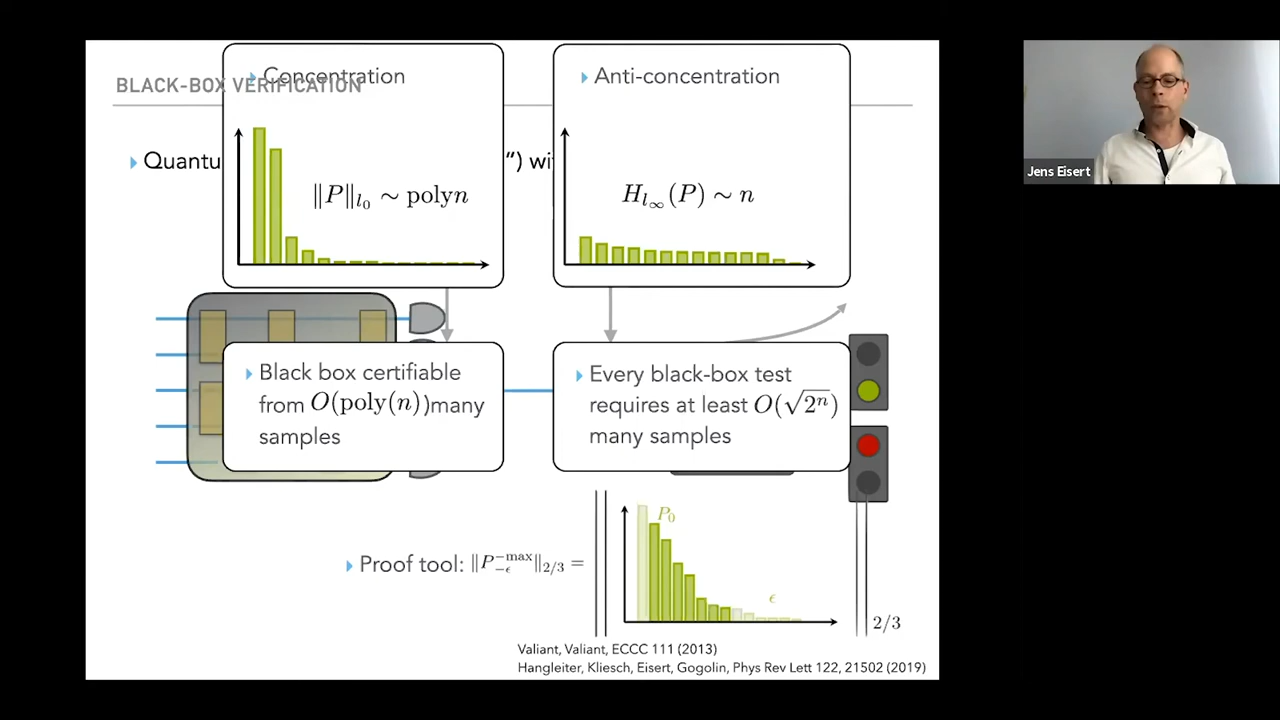 BLACK-BOX VERIFICATION
Concentration
Anti-concentration
Quantu
”) wi
‖P‖_{l_0} ∼ polyn
H_{l_∞}(P) ∼ n
Jens Eisert
Black box certifiable
from O(poly(n))many
samples
Every black-box test
requires at least O(√2^n)
many samples
Proof tool: ‖P_{-ϵ}^{-max}‖_{2/3} =
P_0
ϵ
2/3
Valiant, Valiant, ECCC 111 (2013)
Hangleiter, Kliesch, Eisert, Gogolin, Phys Rev Lett 122, 21502 (2019)